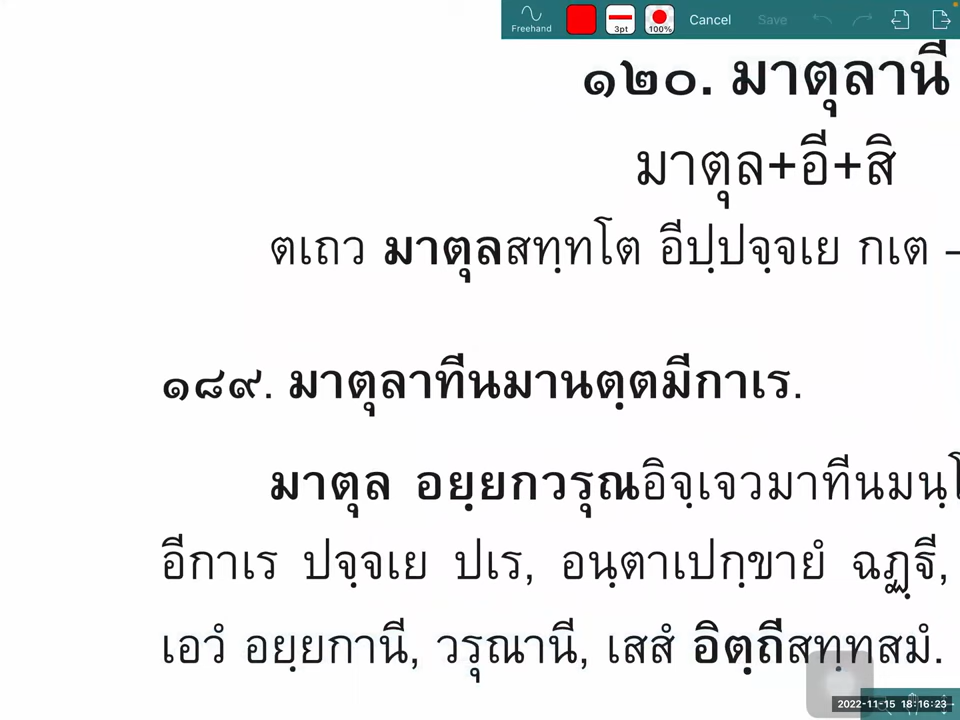 Freehand 3pt 100% Cancel Save
๑๒๐. มาตุลานี
มาตุล+อี+สิ
ตเถว มาตุลสทฺทโต อีปฺปจฺจเย กเต –
๑๘๙. มาตุลาทีนมานตฺตมีกาเร.
มาตุล อยฺยกวรุณอิจฺเจวมาทีนมนฺโ
อีกาเร ปจฺจเย ปเร, อนฺตาเปกฺขายํ ฉฏฺฐี,
เอวํ อยฺยกานี, วรุณานี, เสสํ อิตฺถีสทฺทสมํ.
2022-11-15 18:16:23